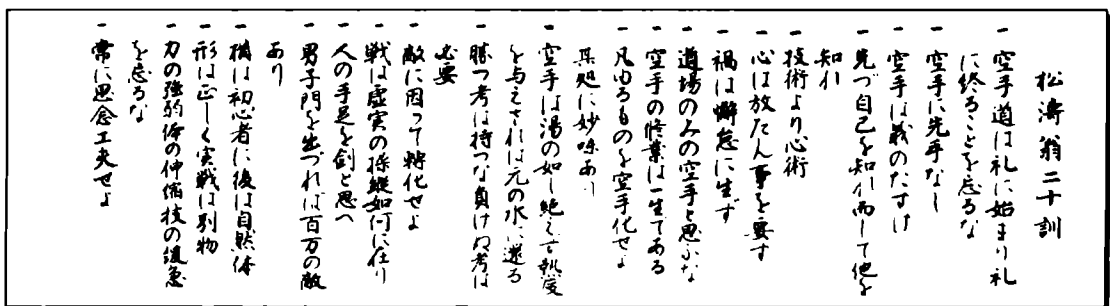 松濤翁二十訓
一 空手道は礼に始まり礼
に終ることを忘るな
一 空手に先手なし
一 空手は義のたすけ
一 先づ自己を知れ而して他を
知れ
一 技術より心術
一 心は放たん事を要す
一 禍は懈怠に生ず
一 道場のみの空手と思ふな
一 空手の修業は一生である
一 凡ゆるものを空手化せよ
其処に妙味あり
一 空手は湯の如し絶えず熱度
を与えざれば元の水に還る
一 勝つ考は持つな負けぬ考は
必要
一 敵に因って轉化せよ
一 戦は虚実の操縦如何に在り
一 人の手足を劍と思へ
一 男子門を出づれば百万の敵
あり
一 構は初心者に後は自然体
一 形は正しく実戦は別物
一 力の強弱体の伸縮技の緩急
を忘るな
一 常に思念工夫せよ